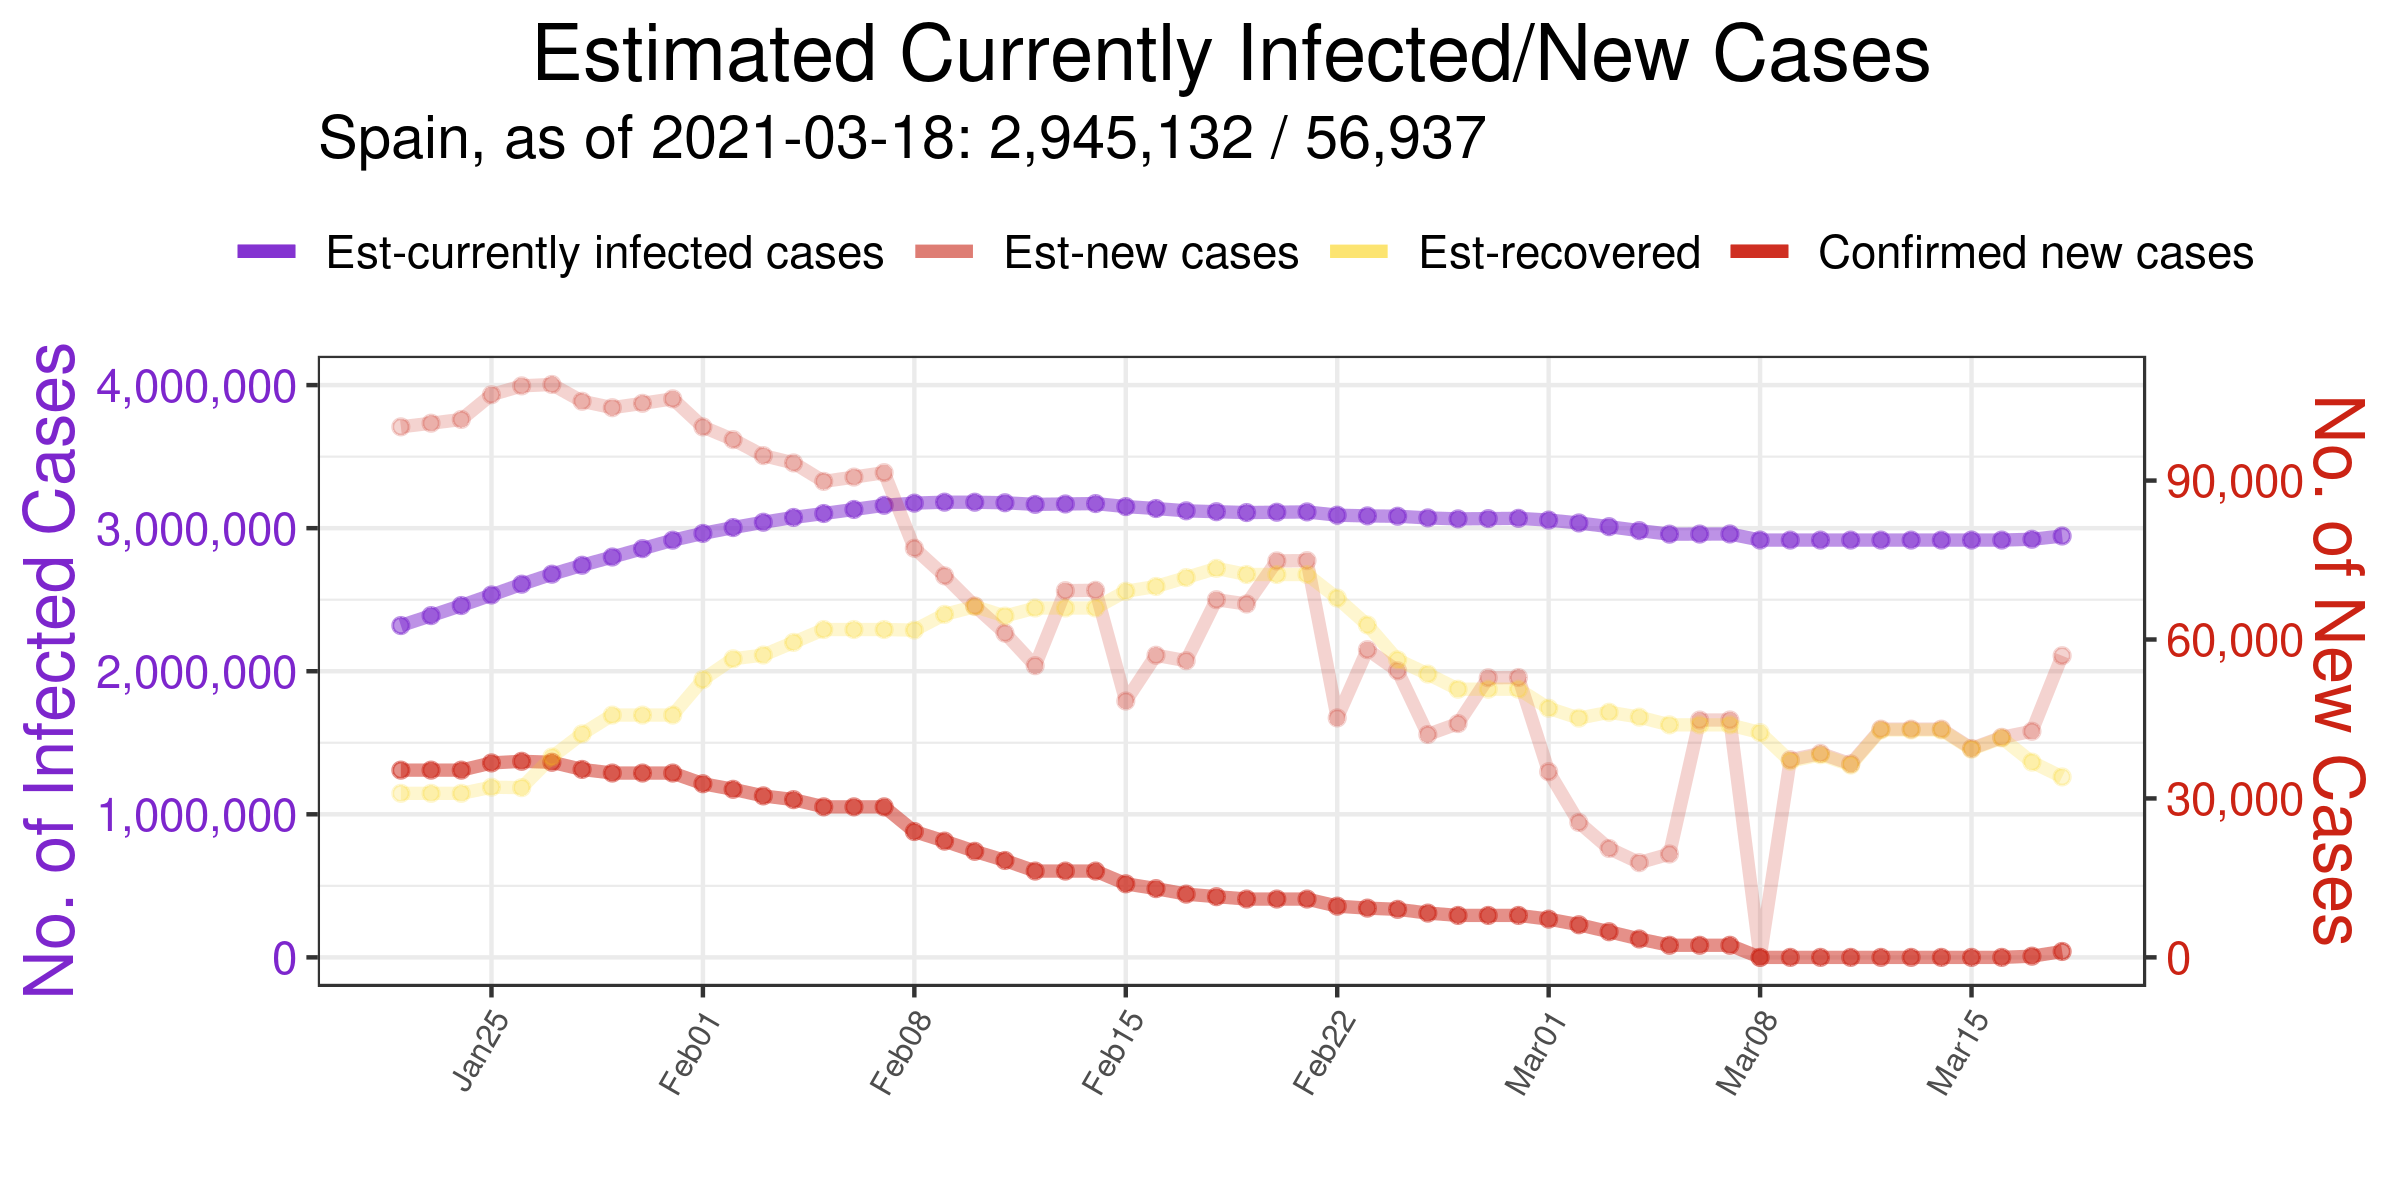 Estimated Currently Infected/New Cases
Spain, as of 2021-03-18: 2,945,132 / 56,937
Est-currently infected cases Est-new cases Est-recovered Confirmed new cases
No. of Infected Cases
4,000,000
3,000,000
2,000,000
1,000,000
0
90,000
60,000
30,000
0
No. of New Cases
Jan25 Feb01 Feb08 Feb15 Feb22 Mar01 Mar08 Mar15